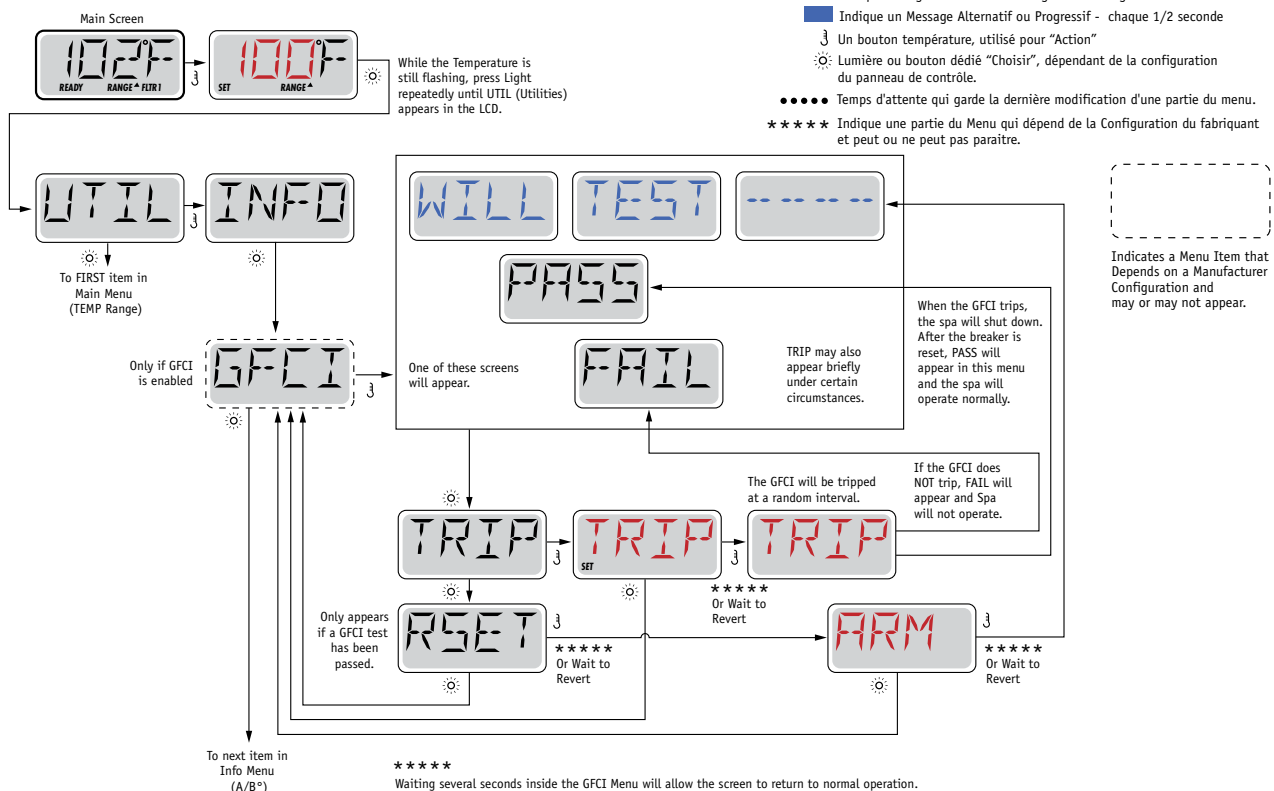 Main Screen
102°F
READY RANGE FLTR1
100°F
SET RANGE
While the Temperature is
still flashing, press Light
repeatedly until UTIL (Utilities)
appears in the LCD.
Indique un Message Alternatif ou Progressif - chaque 1/2 seconde
Un bouton température, utilisé pour “Action”
Lumière ou bouton dédié “Choisir”, dépendant de la configuration
du panneau de contrôle.
••••• Temps d'attente qui garde la dernière modification d'une partie du menu.
***** Indique une partie du Menu qui dépend de la Configuration du fabriquant
et peut ou ne peut pas paraitre.
Indicates a Menu Item that
Depends on a Manufacturer
Configuration and
may or may not appear.
UTIL
INFO
To FIRST item in
Main Menu
(TEMP Range)
WILL
TEST
-- -- -- --
PASS
FAIL
Only if GFCI
is enabled
GFCI
One of these screens
will appear.
TRIP may also
appear briefly
under certain
circumstances.
When the GFCI trips,
the spa will shut down.
After the breaker is
reset, PASS will
appear in this menu
and the spa will
operate normally.
If the GFCI does
NOT trip, FAIL will
appear and Spa
will not operate.
The GFCI will be tripped
at a random interval.
TRIP
TRIP
SET
TRIP
*****
Or Wait to
Revert
Only appears
if a GFCI test
has been
passed.
RSET
*****
Or Wait to
Revert
ARM
*****
Or Wait to
Revert
To next item in
Info Menu
(A/B°)
*****
Waiting several seconds inside the GFCI Menu will allow the screen to return to normal operation.